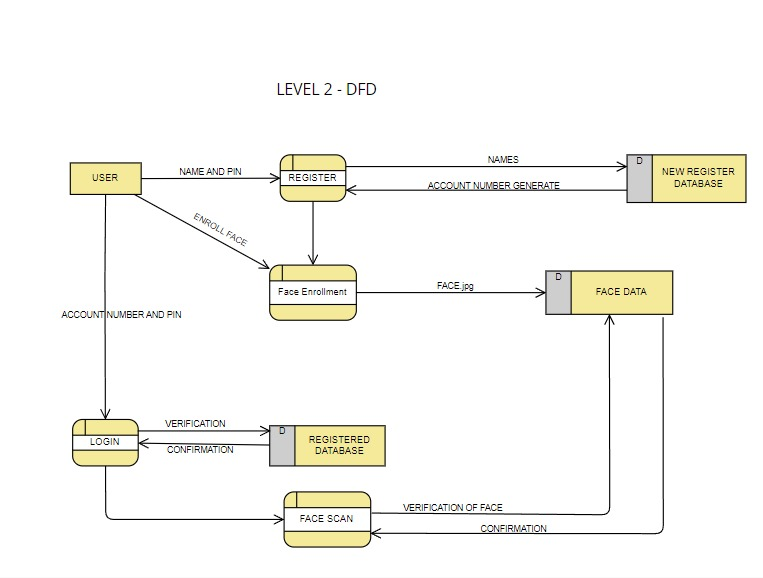 LEVEL 2 - DFD
NAMES
D
USER
NAME AND PIN
REGISTER
NEW REGISTER
DATABASE
ACCOUNT NUMBER GENERATE
ENROLL FACE
D
Face Enrollment
FACE.jpg
FACE DATA
ACCOUNT NUMBER AND PIN
VERIFICATION
D
LOGIN
REGISTERED
DATABASE
CONFIRMATION
VERIFICATION OF FACE
FACE SCAN
CONFIRMATION